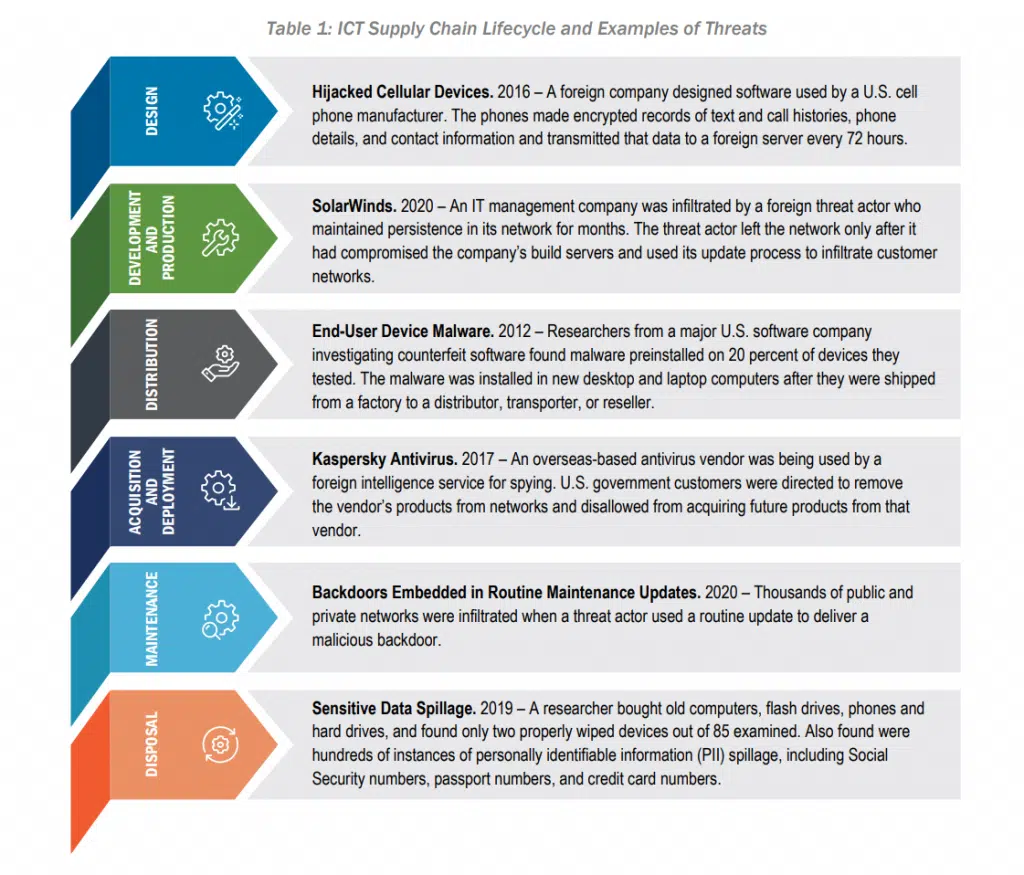 Table 1: ICT Supply Chain Lifecycle and Examples of Threats
DESIGN
Hijacked Cellular Devices. 2016 – A foreign company designed software used by a U.S. cell
phone manufacturer. The phones made encrypted records of text and call histories, phone
details, and contact information and transmitted that data to a foreign server every 72 hours.
DEVELOPMENT
AND
PRODUCTION
SolarWinds. 2020 – An IT management company was infiltrated by a foreign threat actor who
maintained persistence in its network for months. The threat actor left the network only after it
had compromised the company’s build servers and used its update process to infiltrate customer
networks.
DISTRIBUTION
End-User Device Malware. 2012 – Researchers from a major U.S. software company
investigating counterfeit software found malware preinstalled on 20 percent of devices they
tested. The malware was installed in new desktop and laptop computers after they were shipped
from a factory to a distributor, transporter, or reseller.
ACQUISITION
AND
DEPLOYMENT
Kaspersky Antivirus. 2017 – An overseas-based antivirus vendor was being used by a
foreign intelligence service for spying. U.S. government customers were directed to remove
the vendor’s products from networks and disallowed from acquiring future products from that
vendor.
MAINTENANCE
Backdoors Embedded in Routine Maintenance Updates. 2020 – Thousands of public and
private networks were infiltrated when a threat actor used a routine update to deliver a
malicious backdoor.
DISPOSAL
Sensitive Data Spillage. 2019 – A researcher bought old computers, flash drives, phones and
hard drives, and found only two properly wiped devices out of 85 examined. Also found were
hundreds of instances of personally identifiable information (PII) spillage, including Social
Security numbers, passport numbers, and credit card numbers.